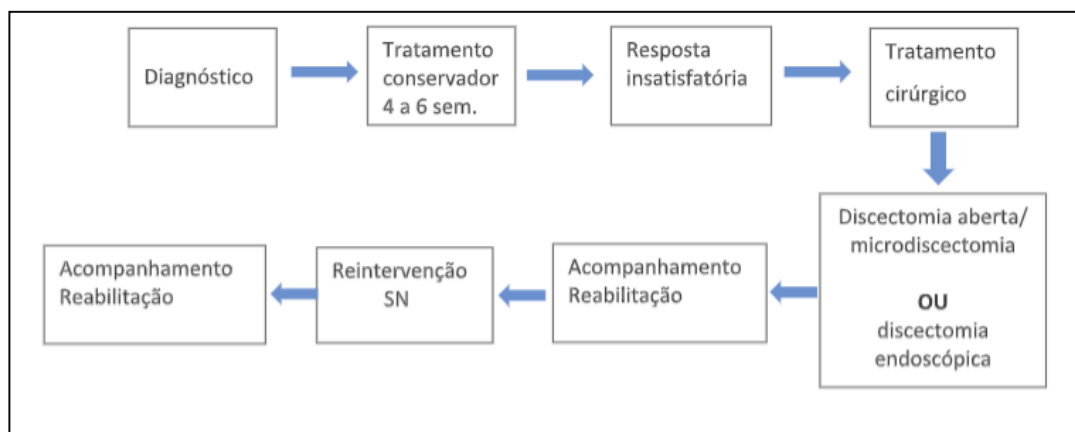 Diagnóstico
Tratamento
conservador
4 a 6 sem.
Resposta
insatisfatória
Tratamento
cirúrgico
Discectomia aberta/
microdiscectomia
OU
discectomia
endoscópica
Acompanhamento
Reabilitação
Reintervenção
SN
Acompanhamento
Reabilitação